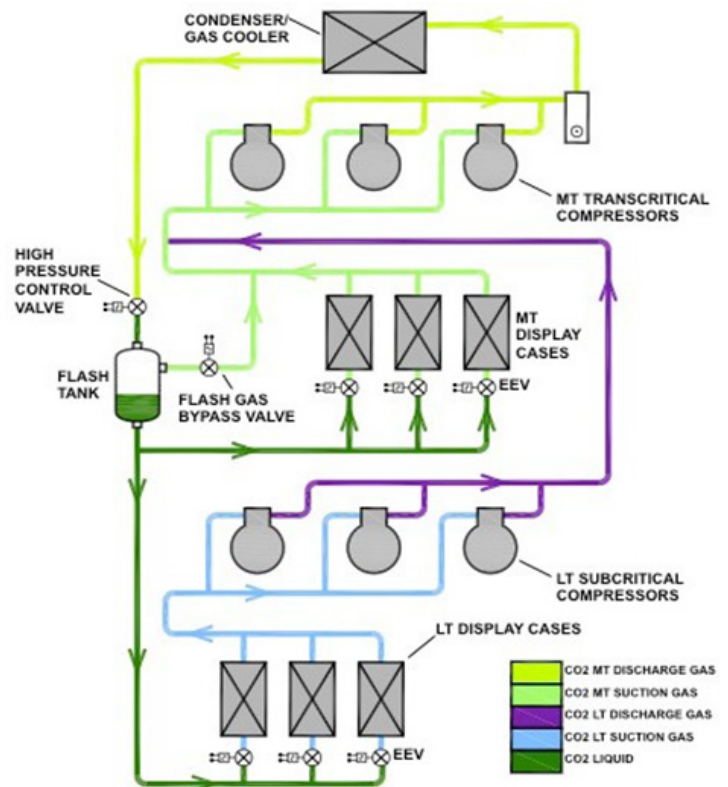 CONDENSER/
GAS COOLER
MT TRANSCRITICAL
COMPRESSORS
HIGH
PRESSURE
CONTROL
VALVE
MT
DISPLAY
CASES
FLASH
TANK
EEV
FLASH GAS
BYPASS VALVE
LT SUBCRITICAL
COMPRESSORS
LT DISPLAY CASES
EEV
CO2 MT DISCHARGE GAS
CO2 MT SUCTION GAS
CO2 LT DISCHARGE GAS
CO2 LT SUCTION GAS
CO2 LIQUID